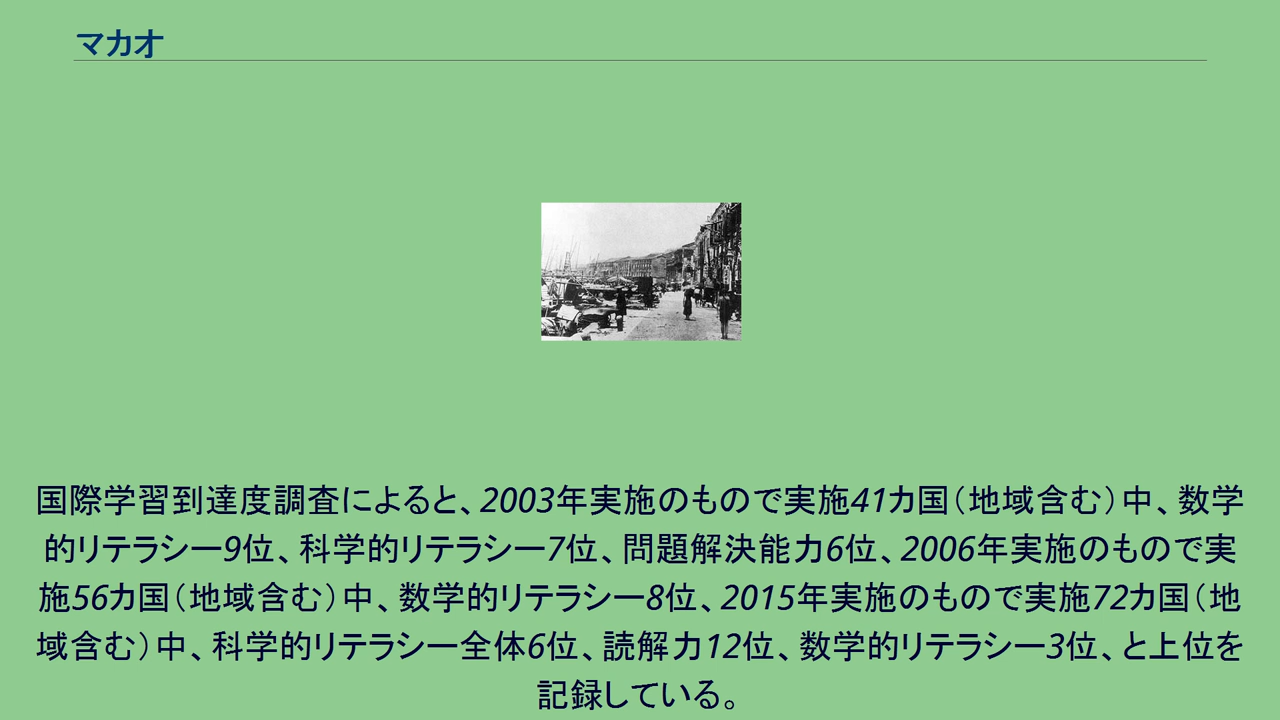 マカオ
国際学習到達度調査によると、2003年実施のもので実施41カ国（地域含む）中、数学
的リテラシー9位、科学的リテラシー7位、問題解決能力6位、2006年実施のもので実
施56カ国（地域含む）中、数学的リテラシー8位、2015年実施のもので実施72カ国（地
域含む）中、科学的リテラシー全体6位、読解力12位、数学的リテラシー3位、と上位を
記録している。